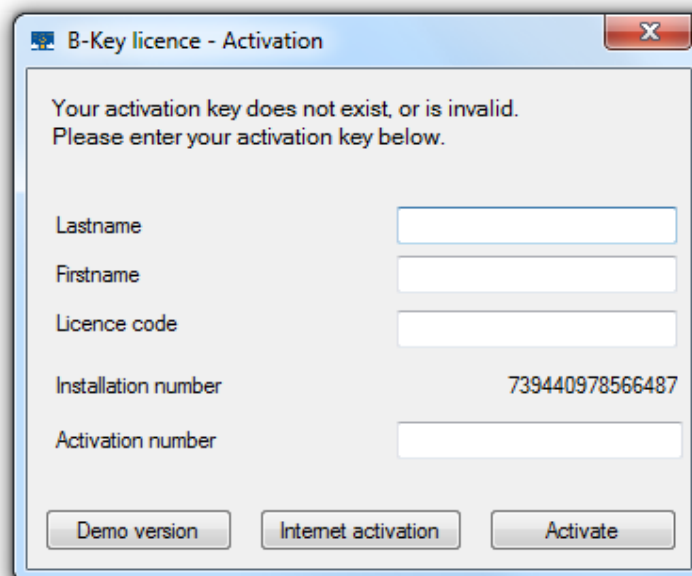 B-Key licence - Activation
Your activation key does not exist, or is invalid.
Please enter your activation key below.
Lastname
Firstname
Licence code
Installation number 739440978566487
Activation number
Demo version Internet activation Activate